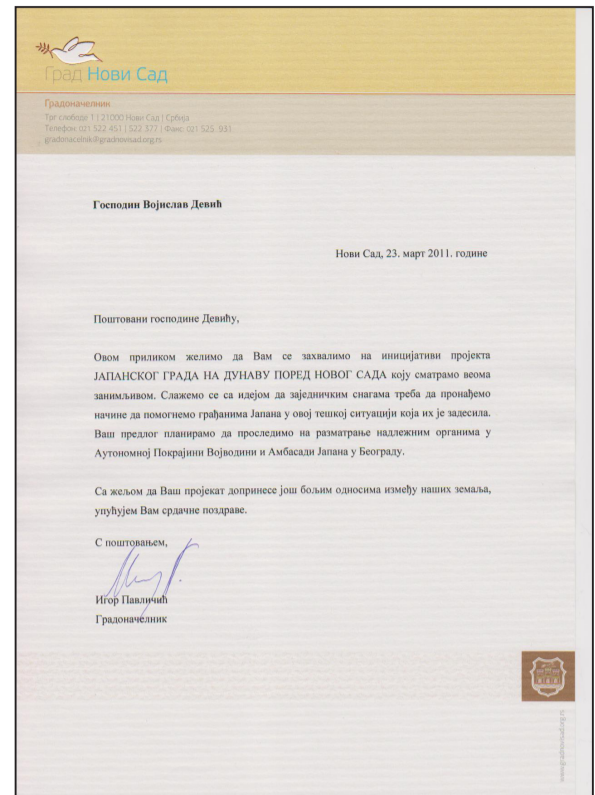 Град Нови Сад
Градоначелник
Трг слободе 1 | 21000 Нови Сад | Србија
Телефон: 021 522 451 | 522 377 | Факс: 021 525 931
gradonacelnik@gradnovisad.org.rs
Господин Војислав Девић
Нови Сад, 23. март 2011. године
Поштовани господине Девићу,
Овом приликом желимо да Вам се захвалимо на иницијативи пројекта
ЈАПАНСКОГ ГРАДА НА ДУНАВУ ПОРЕД НОВОГ САДА коју сматрамо веома
занимљивом. Слажемо се са идејом да заједничким снагама треба да пронађемо
начине да помогнемо грађанима Јапана у овој тешкој ситуацији која их је задесила.
Ваш предлог планирамо да проследимо на разматрање надлежним органима у
Аутономној Покрајини Војводини и Амбасади Јапана у Београду.
Са жељом да Ваш пројекат допринесе још бољим односима између наших земаља,
упућујем Вам срдачне поздраве.
С поштовањем,
Игор Павличић
Градоначелник
www.gradnovisad.org.rs